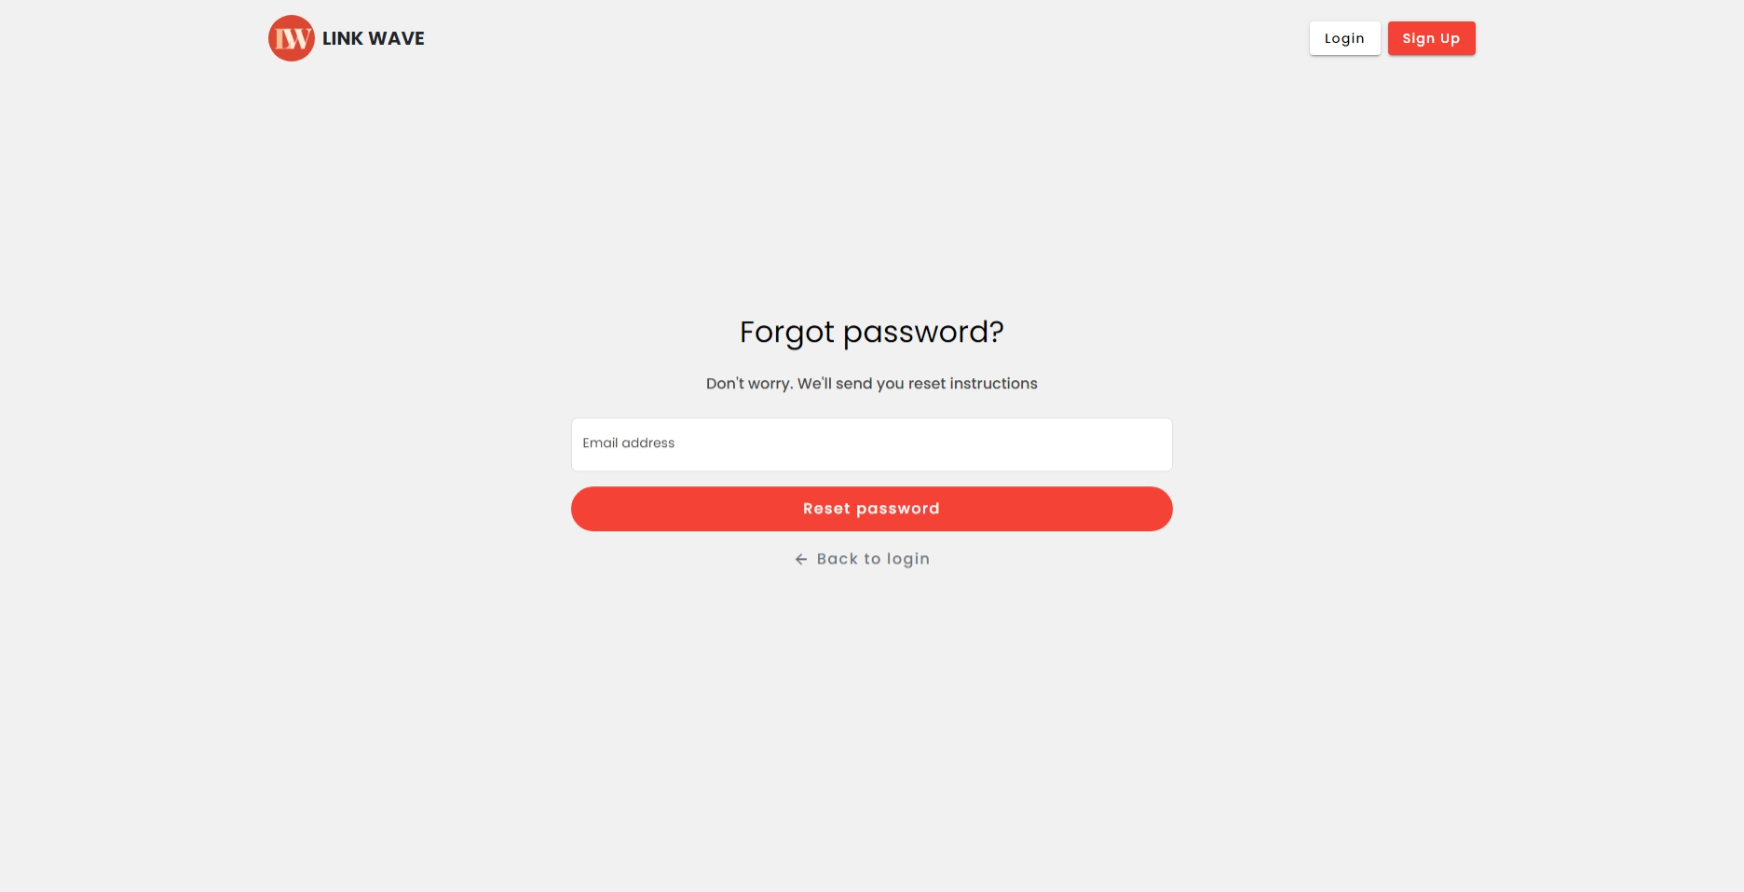 LW LINK WAVE
Login
Sign Up
Forgot password?
Don't worry. We'll send you reset instructions
Email address
Reset password
← Back to login